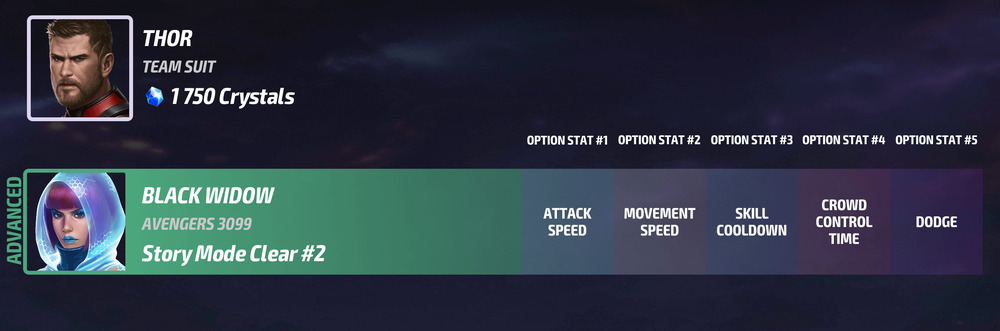 THOR
TEAM SUIT
1 750 Crystals
OPTION STAT #1 OPTION STAT #2 OPTION STAT #3 OPTION STAT #4 OPTION STAT #5
ADVANCED
BLACK WIDOW
AVENGERS 3099
Story Mode Clear #2
ATTACK
SPEED
MOVEMENT
SPEED
SKILL
COOLDOWN
CROWD
CONTROL
TIME
DODGE